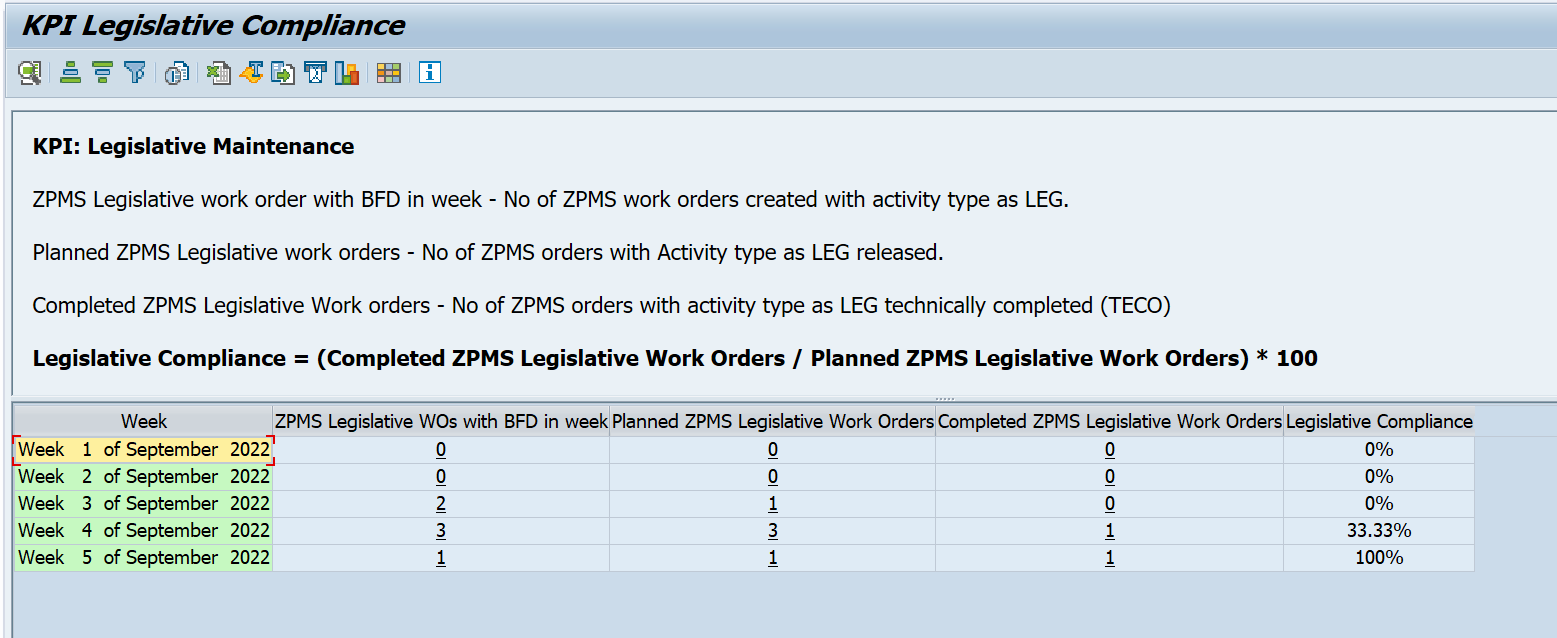 KPI Legislative Compliance
KPI: Legislative Maintenance
ZPMS Legislative work order with BFD in week - No of ZPMS work orders created with activity type as LEG.
Planned ZPMS Legislative work orders - No of ZPMS orders with Activity type as LEG released.
Completed ZPMS Legislative Work orders - No of ZPMS orders with activity type as LEG technically completed (TECO)
Legislative Compliance = (Completed ZPMS Legislative Work Orders / Planned ZPMS Legislative Work Orders) * 100
Week ZPMS Legislative WOs with BFD in week Planned ZPMS Legislative Work Orders Completed ZPMS Legislative Work Orders Legislative Compliance
Week 1 of September 2022 0 0 0 0%
Week 2 of September 2022 0 0 0 0%
Week 3 of September 2022 2 1 0 0%
Week 4 of September 2022 3 3 1 33.33%
Week 5 of September 2022 1 1 1 100%